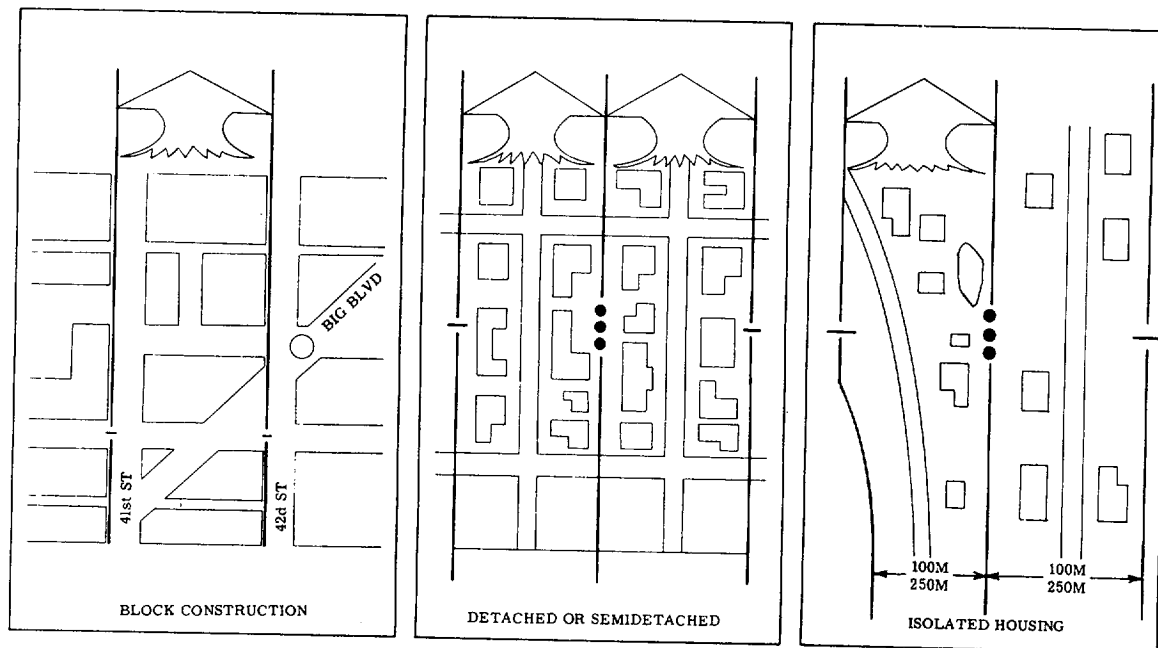 BIG BLVD
41st ST
42d ST
BLOCK CONSTRUCTION
DETACHED OR SEMIDETACHED
100M
250M
100M
250M
ISOLATED HOUSING